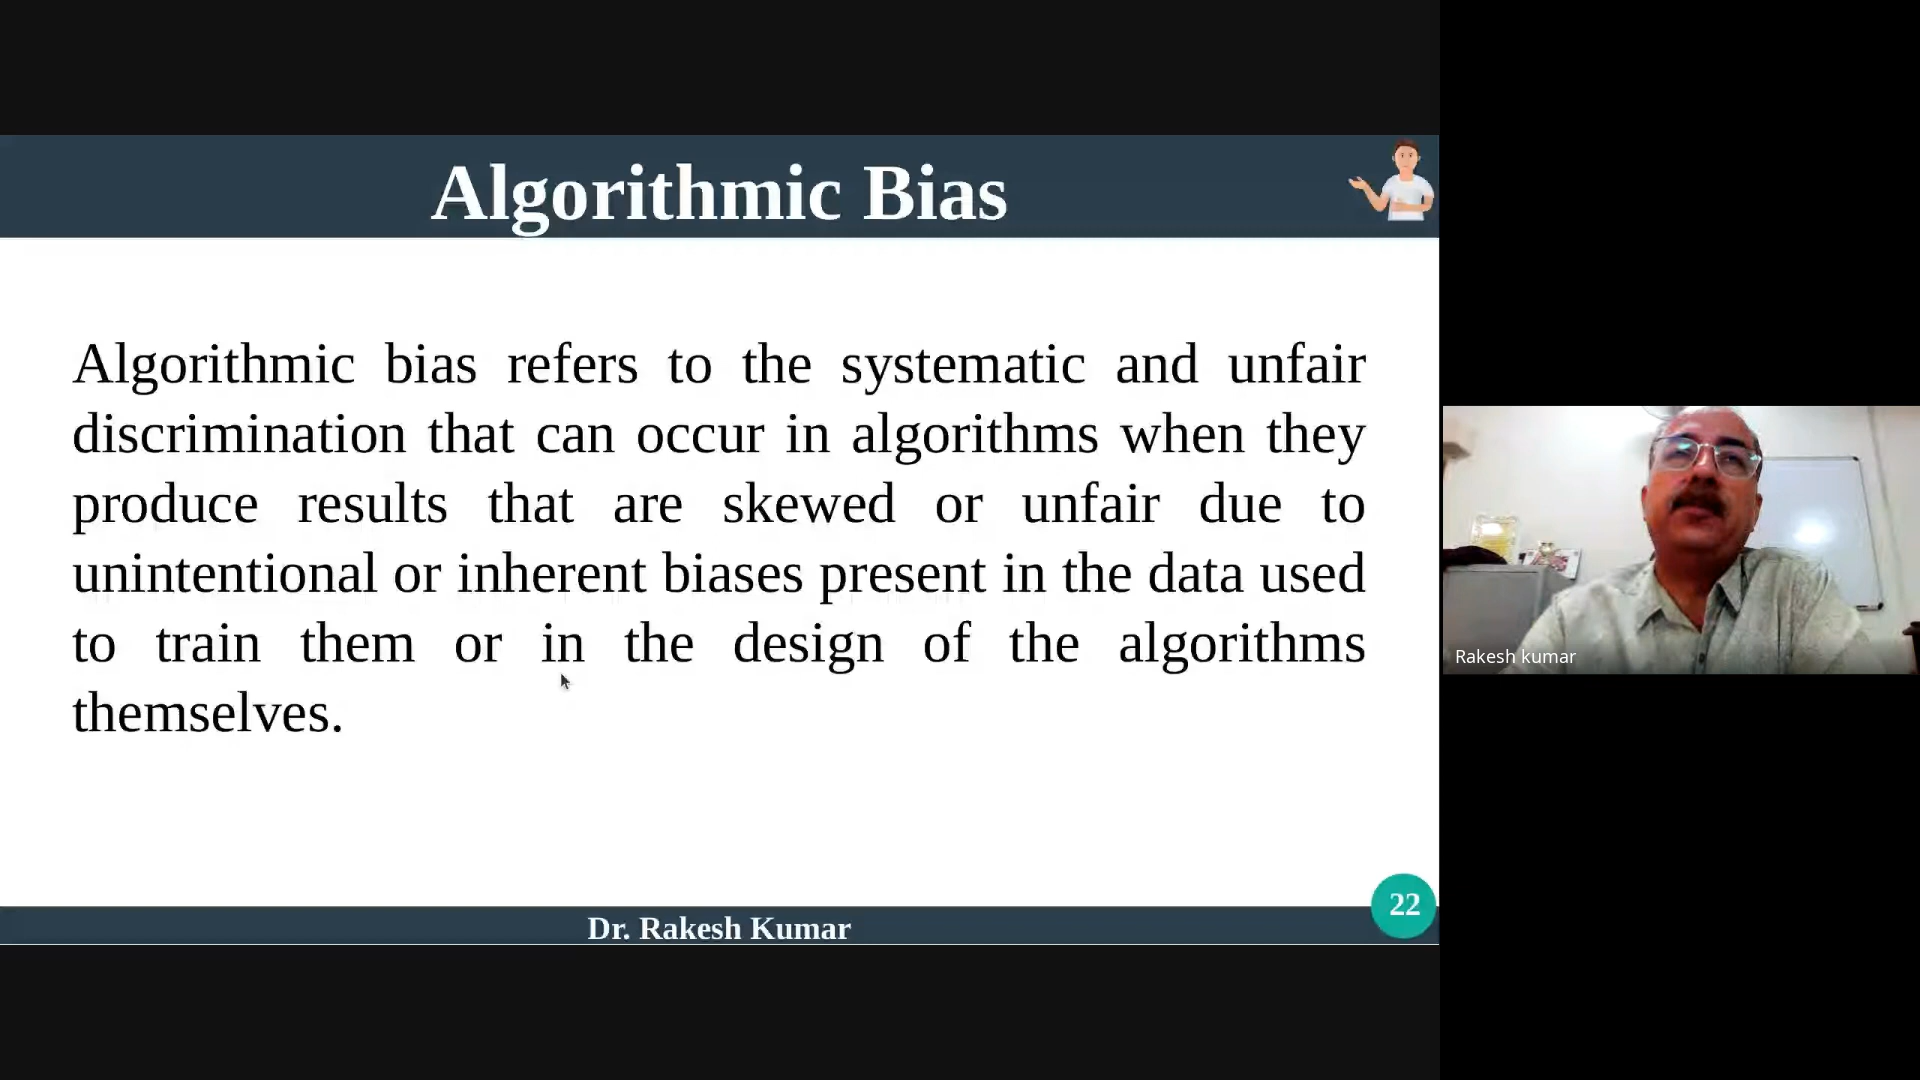 Algorithmic Bias
Algorithmic bias refers to the systematic and unfair
discrimination that can occur in algorithms when they
produce results that are skewed or unfair due to
unintentional or inherent biases present in the data used
to train them or in the design of the algorithms
themselves.
Rakesh kumar
22
Dr. Rakesh Kumar